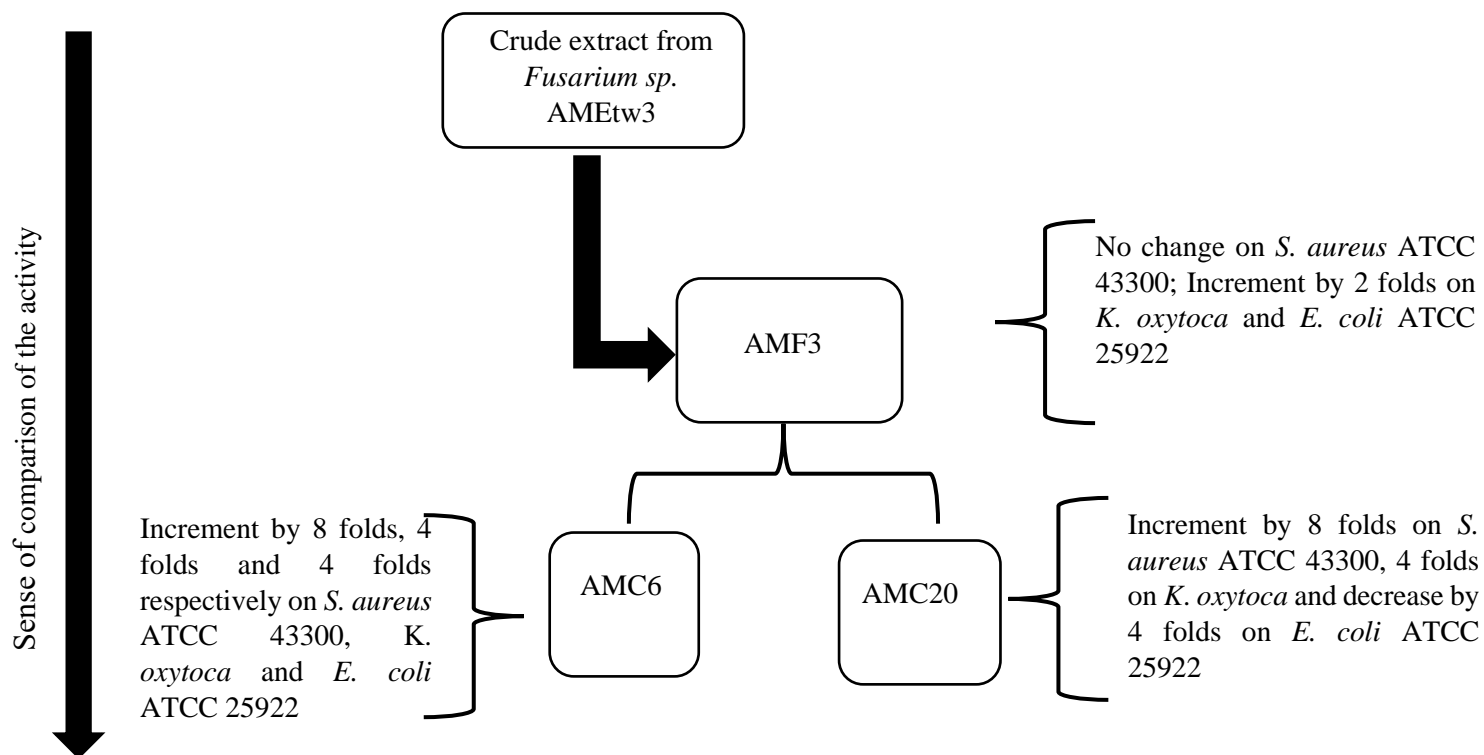 Sense of comparison of the activity
Crude extract from
Fusarium sp.
AMEtw3
No change on S. aureus ATCC
43300; Increment by 2 folds on
K. oxytoca and E. coli ATCC
25922
AMF3
Increment by 8 folds, 4
folds and 4 folds
respectively on S. aureus
ATCC 43300, K.
oxytoca and E. coli
ATCC 25922
AMC6
AMC20
Increment by 8 folds on S.
aureus ATCC 43300, 4 folds
on K. oxytoca and decrease by
4 folds on E. coli ATCC
25922